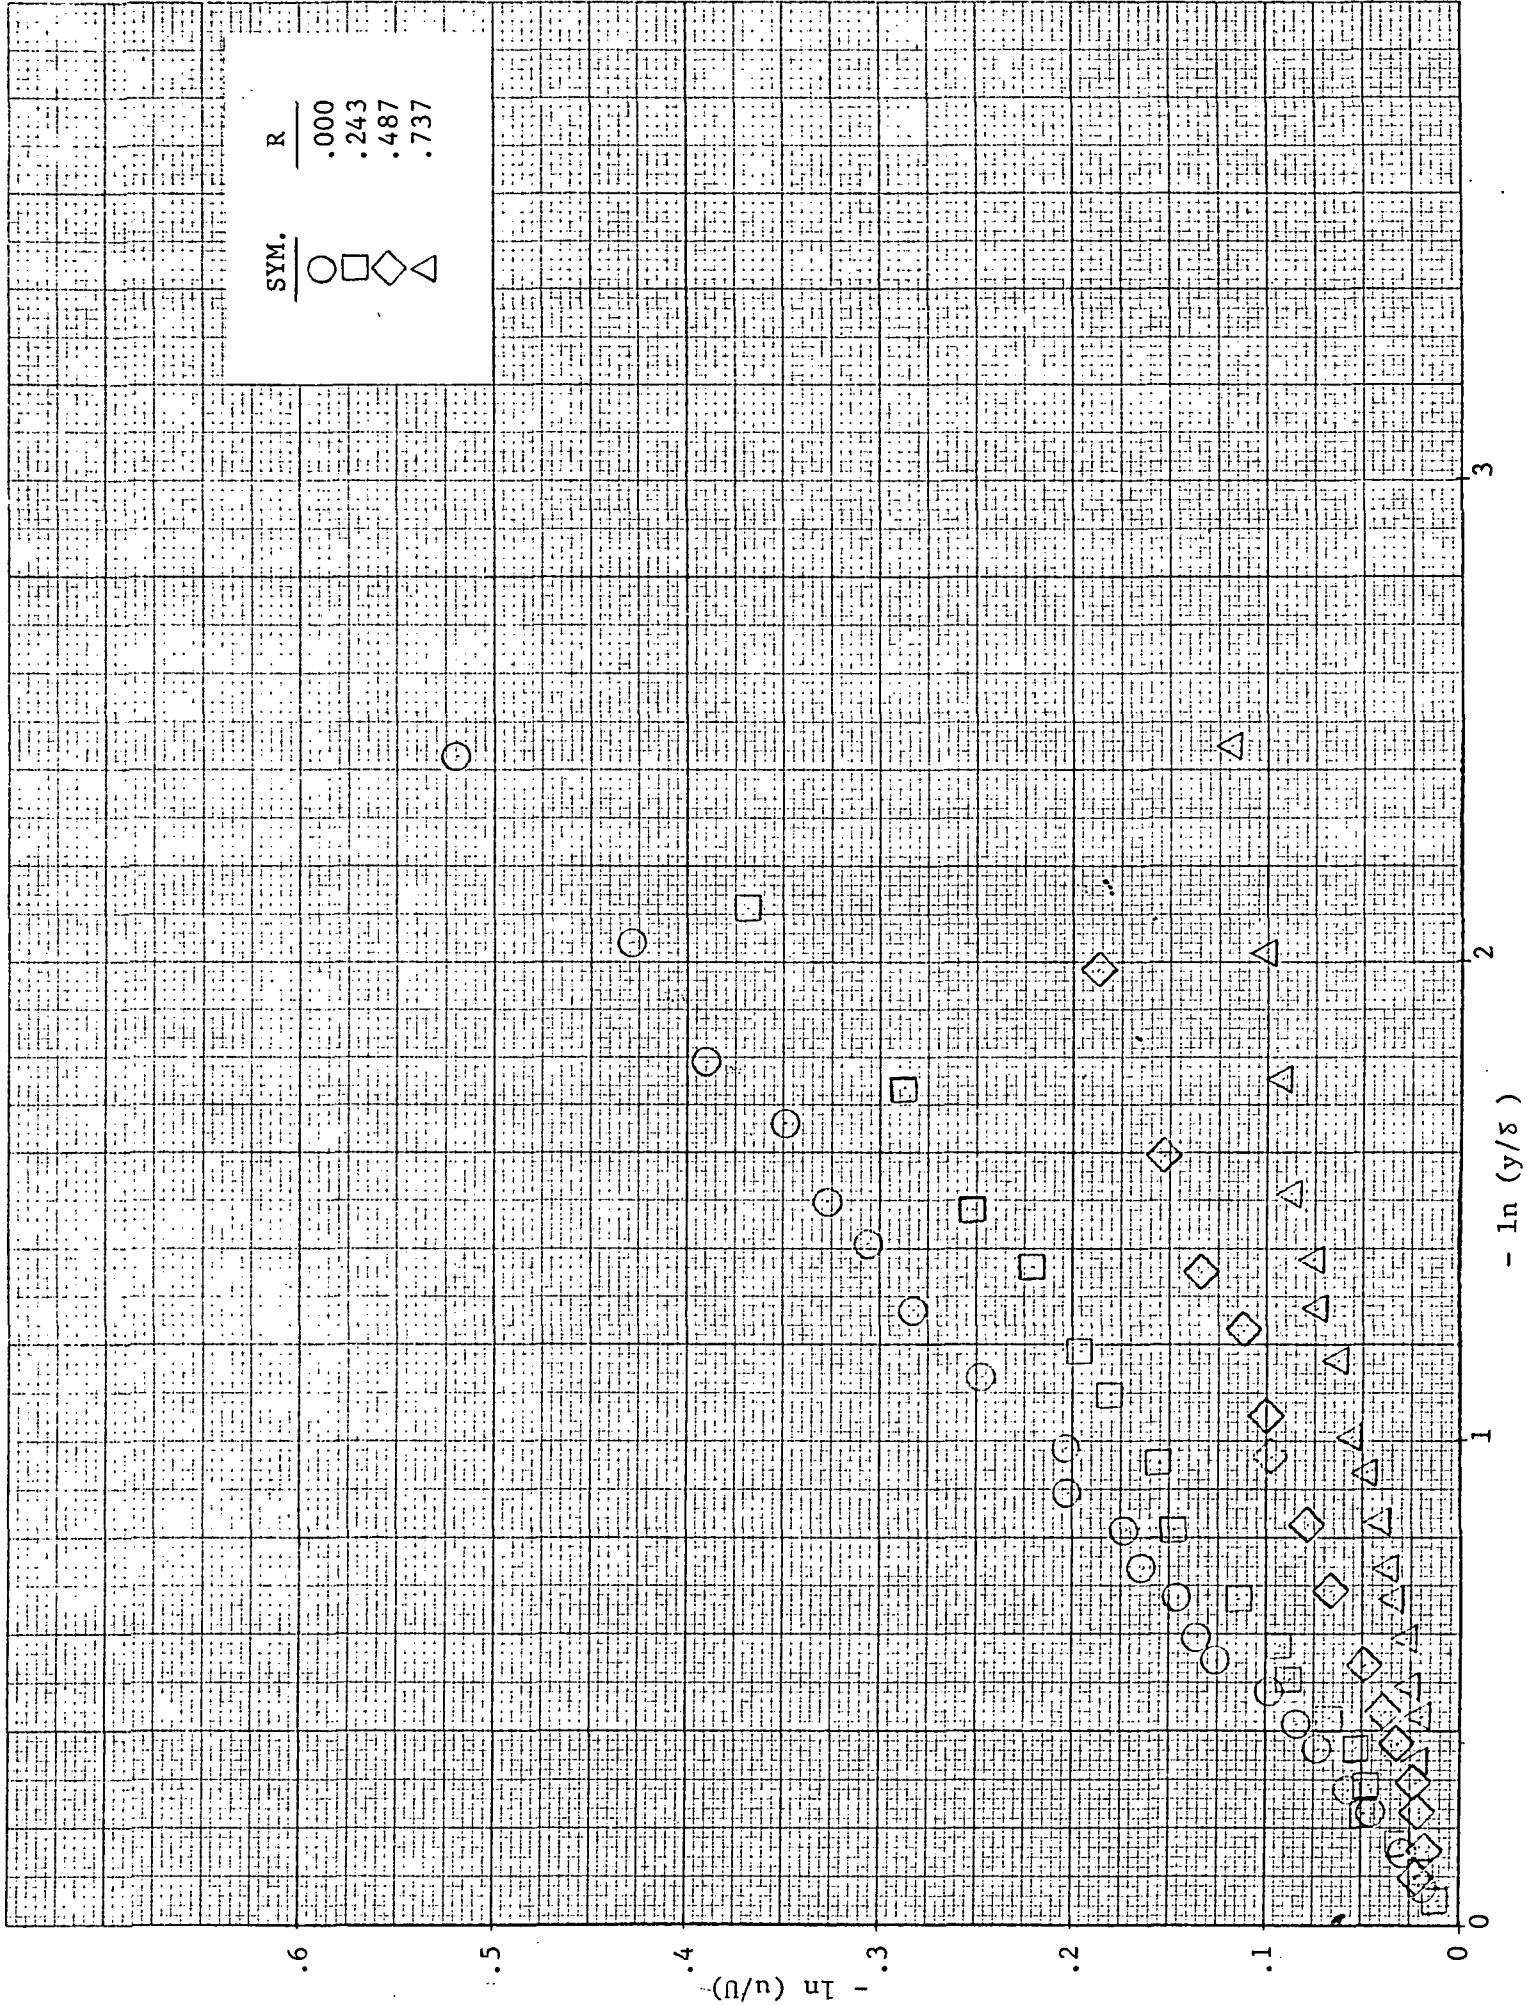 SYM. R
.000
.243
.487
.737
.6
.5
.4
.3
.2
.1
0
- ln (u/U)
0 1 2 3
- ln (y/δ)